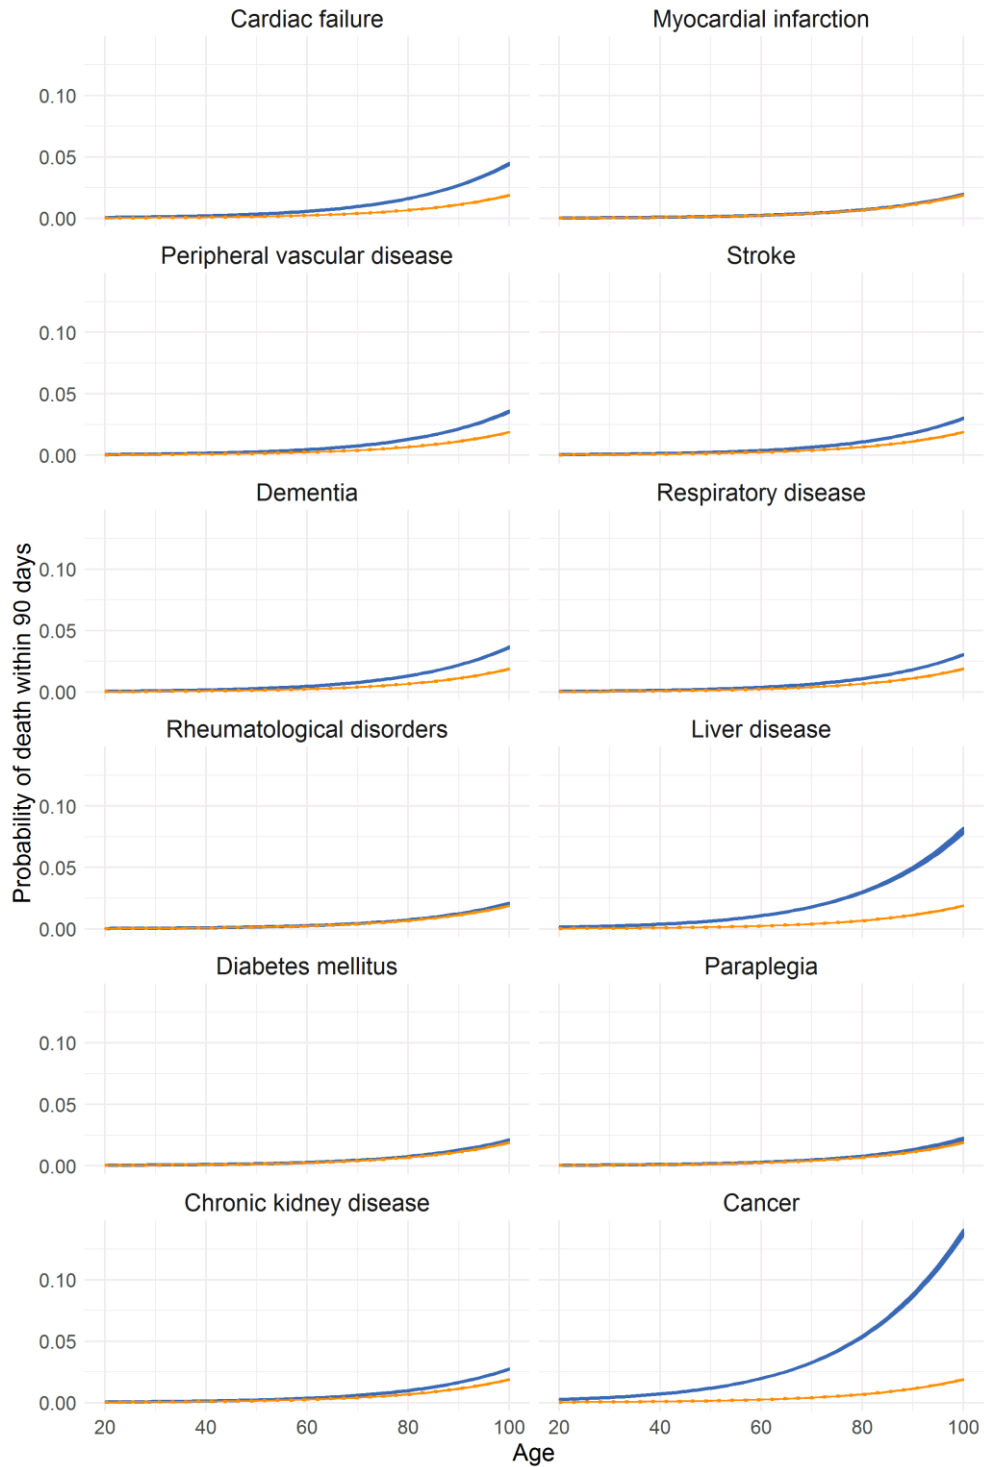 Cardiac failure
Myocardial infarction
0.10
0.05
0.00
Peripheral vascular disease
Stroke
0.10
0.05
0.00
Dementia
Respiratory disease
0.10
0.05
0.00
Probability of death within 90 days
Rheumatological disorders
Liver disease
0.10
0.05
0.00
Diabetes mellitus
Paraplegia
0.10
0.05
0.00
Chronic kidney disease
Cancer
0.10
0.05
0.00
20 40 60 80 100 20 40 60 80 100
Age